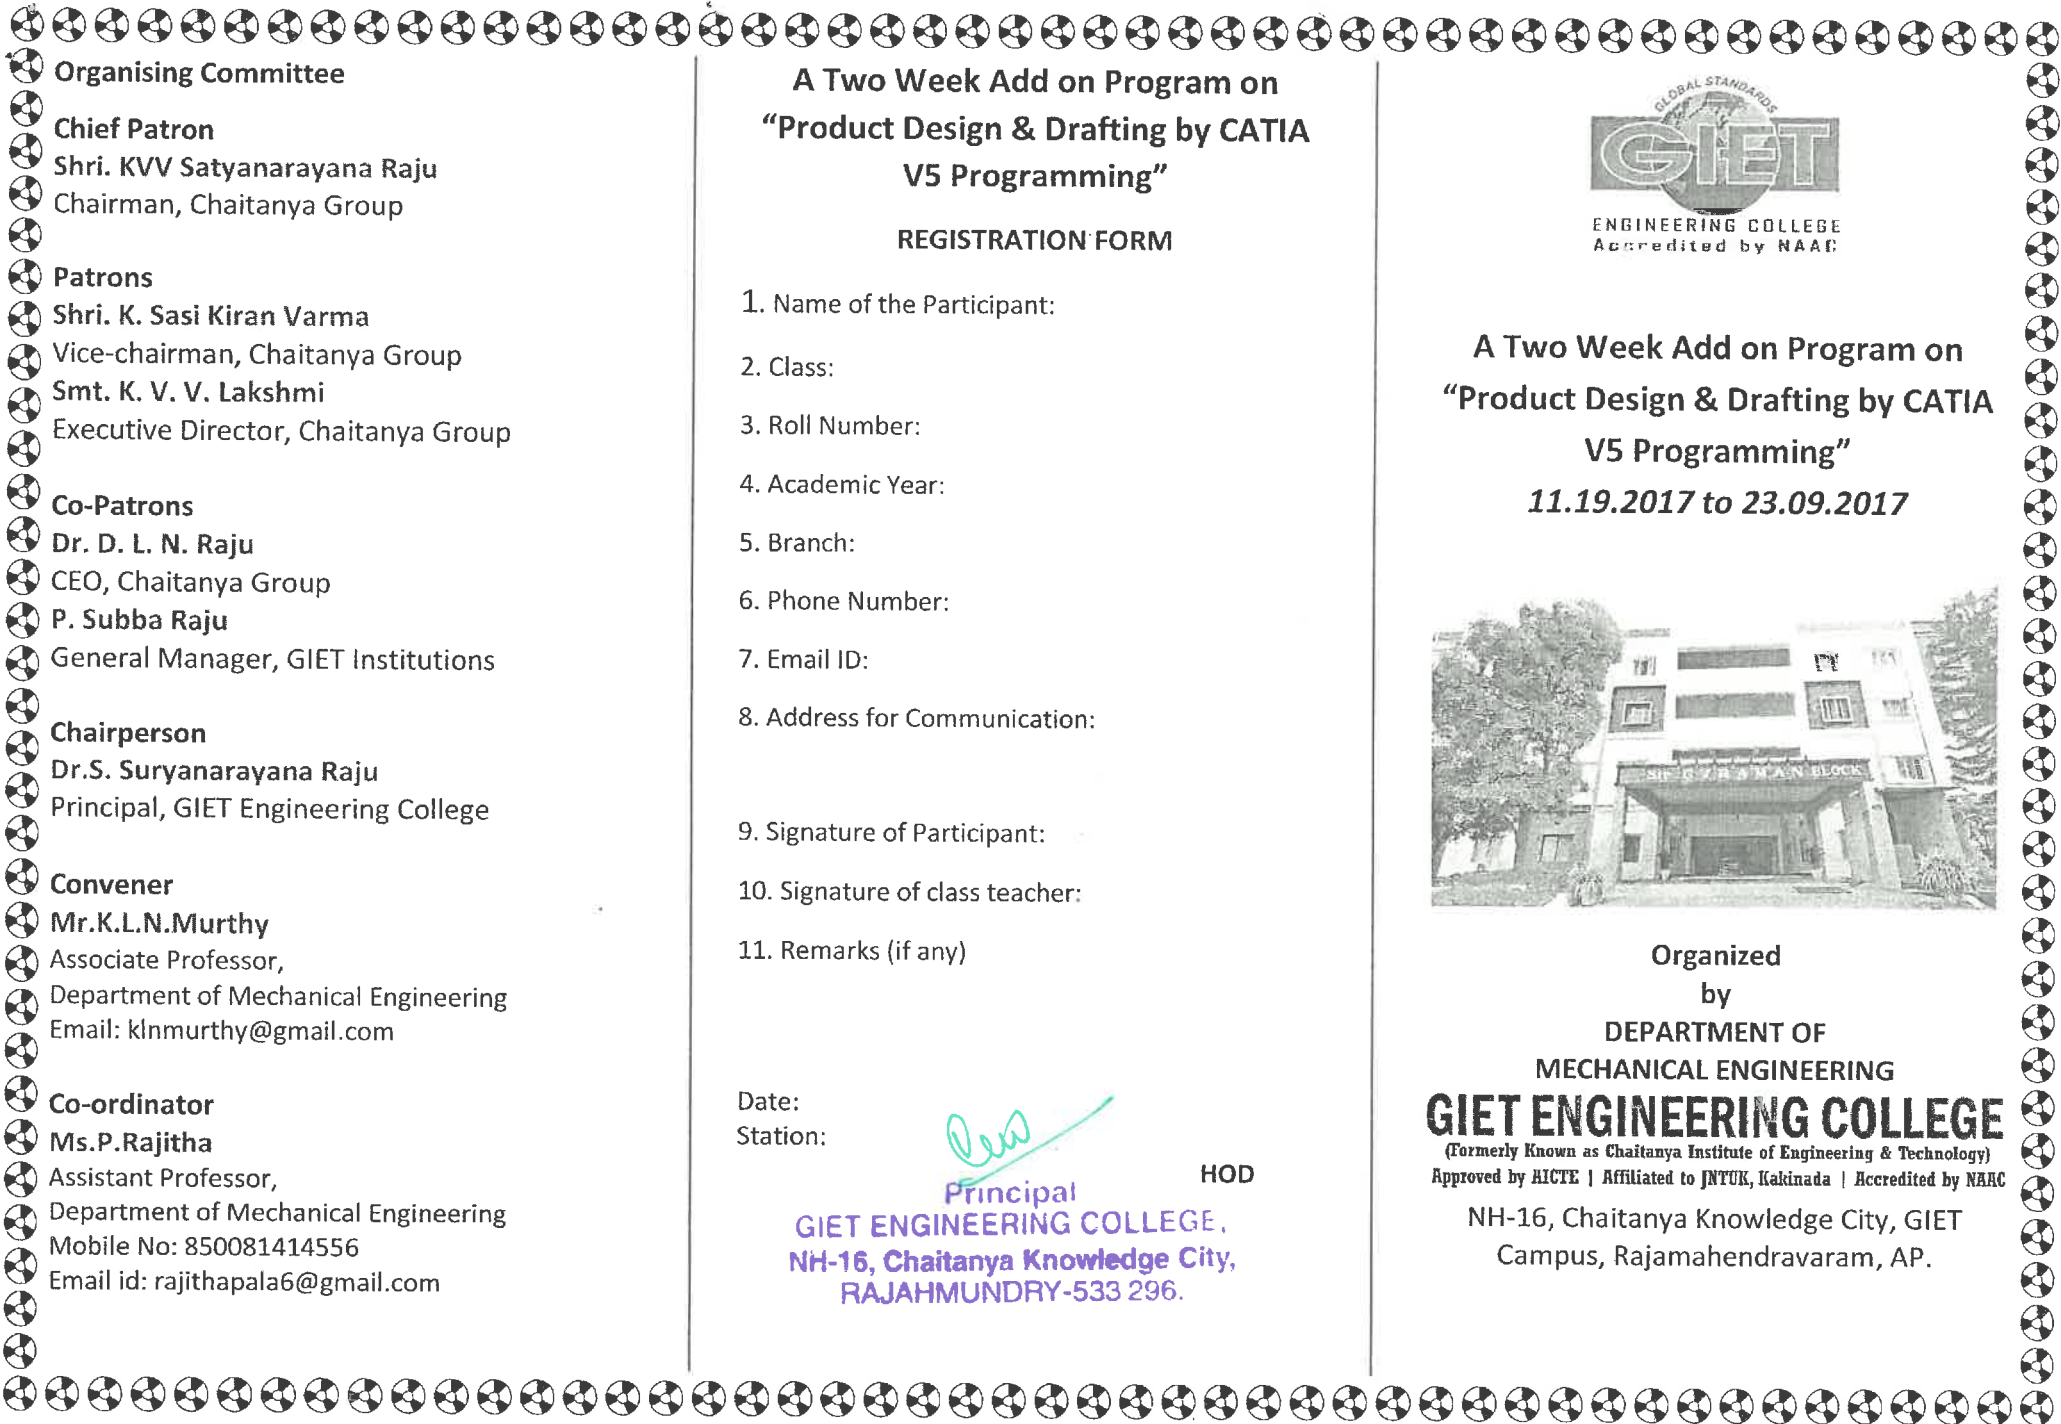 Organising Committee
Chief Patron
Shri. KVV Satyanarayana Raju
Chairman, Chaitanya Group
Patrons
Shri. K. Sasi Kiran Varma
Vice-chairman, Chaitanya Group
Smt. K. V. V. Lakshmi
Executive Director, Chaitanya Group
Co-Patrons
Dr. D. L. N. Raju
CEO, Chaitanya Group
P. Subba Raju
General Manager, GIET Institutions
Chairperson
Dr.S. Suryanarayana Raju
Principal, GIET Engineering College
Convener
Mr.K.L.N.Murthy
Associate Professor,
Department of Mechanical Engineering
Email: klnmurthy@gmail.com
Co-ordinator
Ms.P.Rajitha
Assistant Professor,
Department of Mechanical Engineering
Mobile No: 850081414556
Email id: rajithapala6@gmail.com
A Two Week Add on Program on
“Product Design & Drafting by CATIA
V5 Programming”
REGISTRATION FORM
1. Name of the Participant:
2. Class:
3. Roll Number:
4. Academic Year:
5. Branch:
6. Phone Number:
7. Email ID:
8. Address for Communication:
9. Signature of Participant:
10. Signature of class teacher:
11. Remarks (if any)
Date:
Station:
HOD
Principal
GIET ENGINEERING COLLEGE,
NH-16, Chaitanya Knowledge City,
RAJAHMUNDRY-533 296.
GLOBAL STANDARDS
GIET
ENGINEERING COLLEGE
Accredited by NAAC
A Two Week Add on Program on
“Product Design & Drafting by CATIA
V5 Programming”
11.19.2017 to 23.09.2017
SIR C V RAMAN BLOCK
Organized
by
DEPARTMENT OF
MECHANICAL ENGINEERING
GIET ENGINEERING COLLEGE
(Formerly Known as Chaitanya Institute of Engineering & Technology)
Approved by AICTE | Affiliated to JNTUK, Kakinada | Accredited by NAAC
NH-16, Chaitanya Knowledge City, GIET
Campus, Rajamahendravaram, AP.